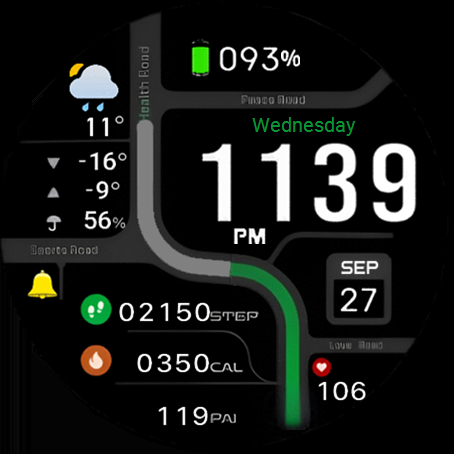 093%
Health Road
Peace Road
11°
Wednesday
1139
PM
-16°
-9°
56%
Sports Road
SEP
27
02150STEP
0350CAL
Love Road
106
119PAI